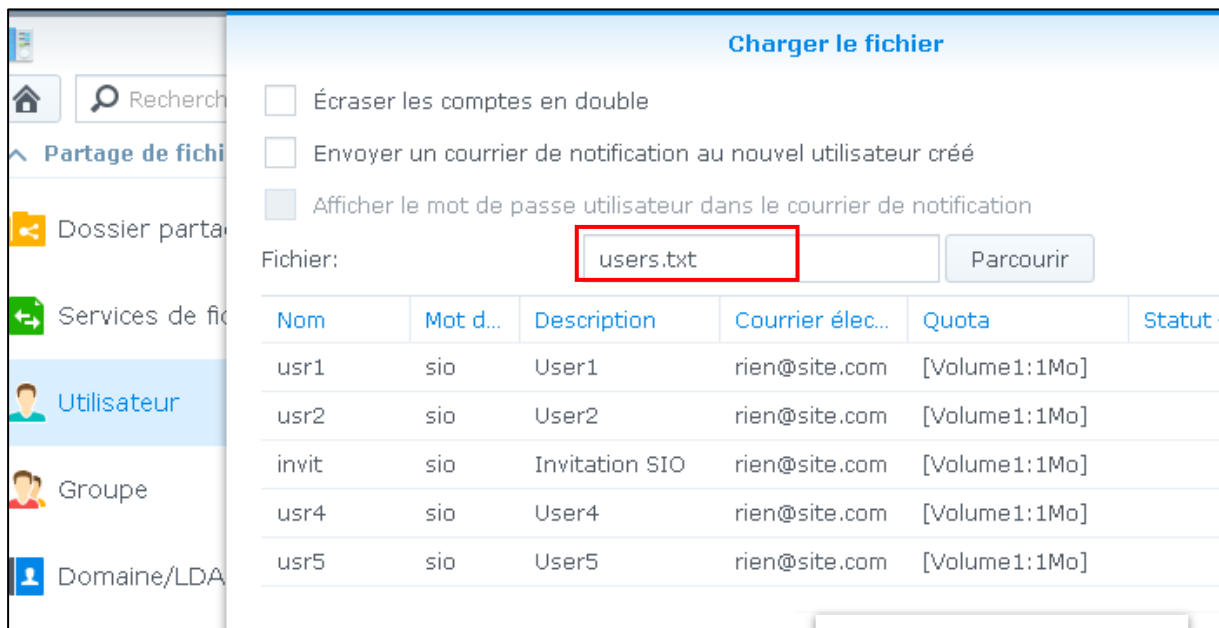 Charger le fichier
Recherch
Écraser les comptes en double
Partage de fichi
Envoyer un courrier de notification au nouvel utilisateur créé
Afficher le mot de passe utilisateur dans le courrier de notification
Dossier parta
Fichier: users.txt Parcourir
Services de fic
Nom Mot d... Description Courrier élec... Quota Statut
usr1 sio User1 rien@site.com [Volume1:1Mo]
Utilisateur
usr2 sio User2 rien@site.com [Volume1:1Mo]
invit sio Invitation SIO rien@site.com [Volume1:1Mo]
Groupe
usr4 sio User4 rien@site.com [Volume1:1Mo]
usr5 sio User5 rien@site.com [Volume1:1Mo]
Domaine/LDA